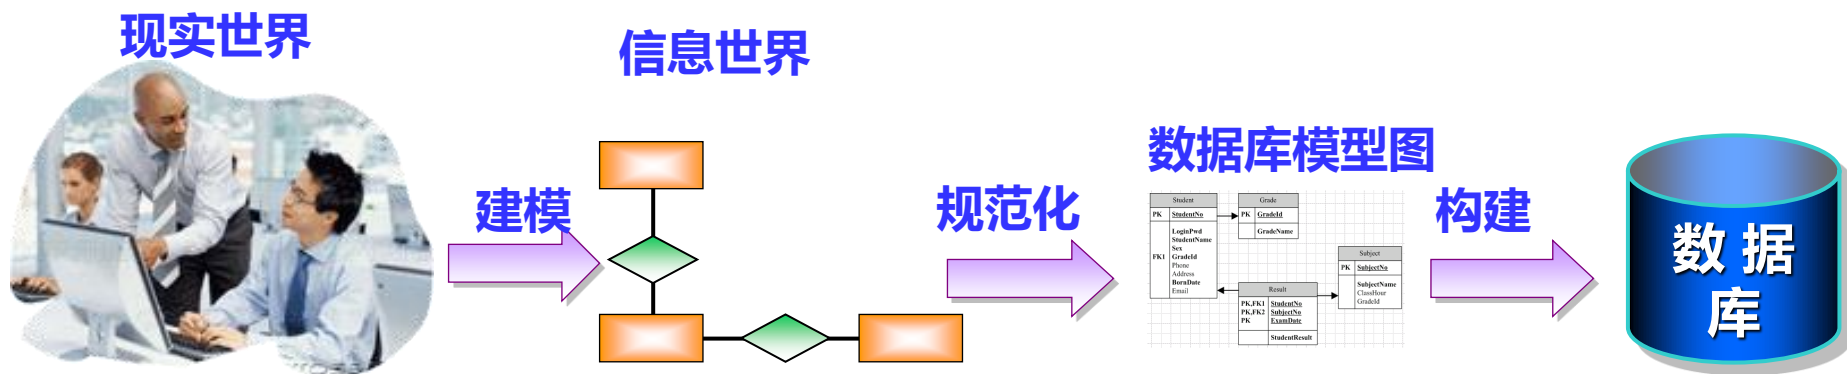 现实世界
信息世界
建模
规范化
数据库模型图
Student
PK StudentNo
LoginPwd
StudentName
Sex
FK1 GradeId
Phone
Address
BornDate
Email
Grade
PK GradeId
GradeName
Subject
PK SubjectNo
SubjectName
ClassHour
GradeId
Result
PK,FK1 StudentNo
PK,FK2 SubjectNo
PK ExamDate
StudentResult
构建
数 据
库